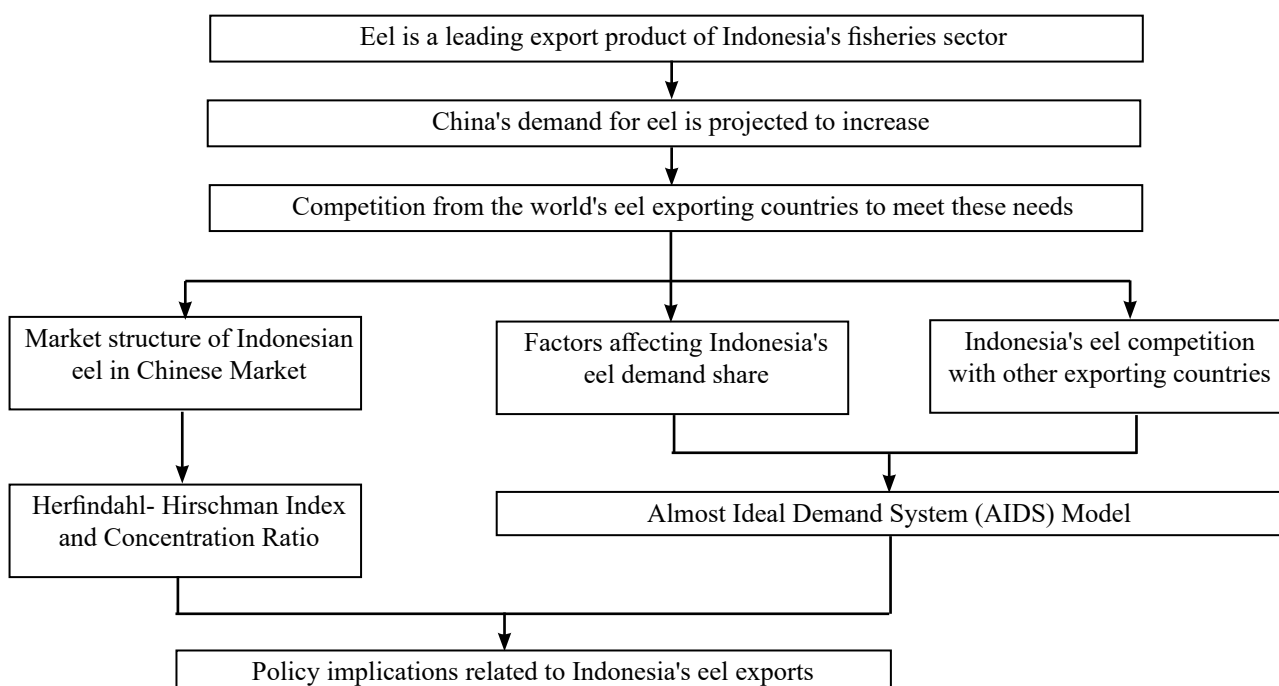 Eel is a leading export product of Indonesia's fisheries sector
China's demand for eel is projected to increase
Competition from the world's eel exporting countries to meet these needs
Market structure of Indonesian
eel in Chinese Market
Factors affecting Indonesia's
eel demand share
Indonesia's eel competition
with other exporting countries
Herfindahl- Hirschman Index
and Concentration Ratio
Almost Ideal Demand System (AIDS) Model
Policy implications related to Indonesia's eel exports